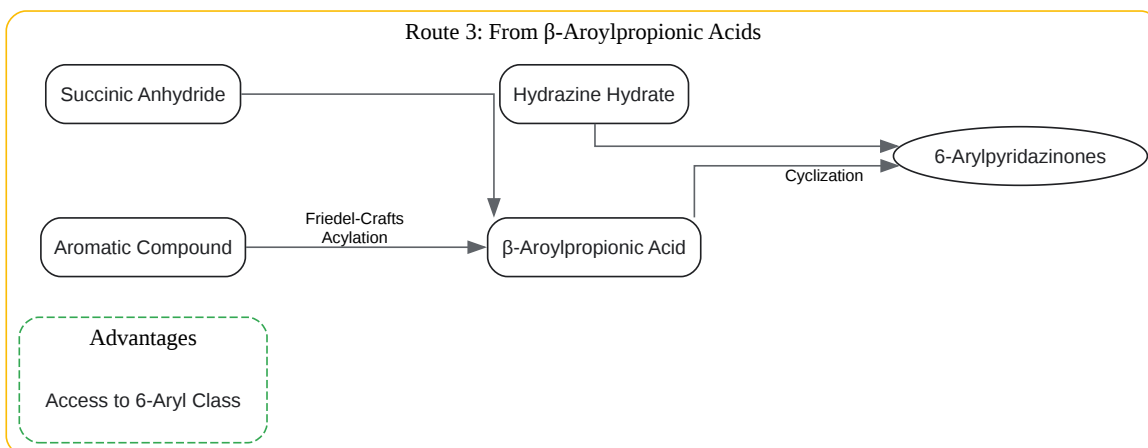 Route 3: From β-Aroylpropionic Acids
Succinic Anhydride
Hydrazine Hydrate
6-Arylpyridazinones
Cyclization
Friedel-Crafts
Acylation
Aromatic Compound
β-Aroylpropionic Acid
Advantages
Access to 6-Aryl Class